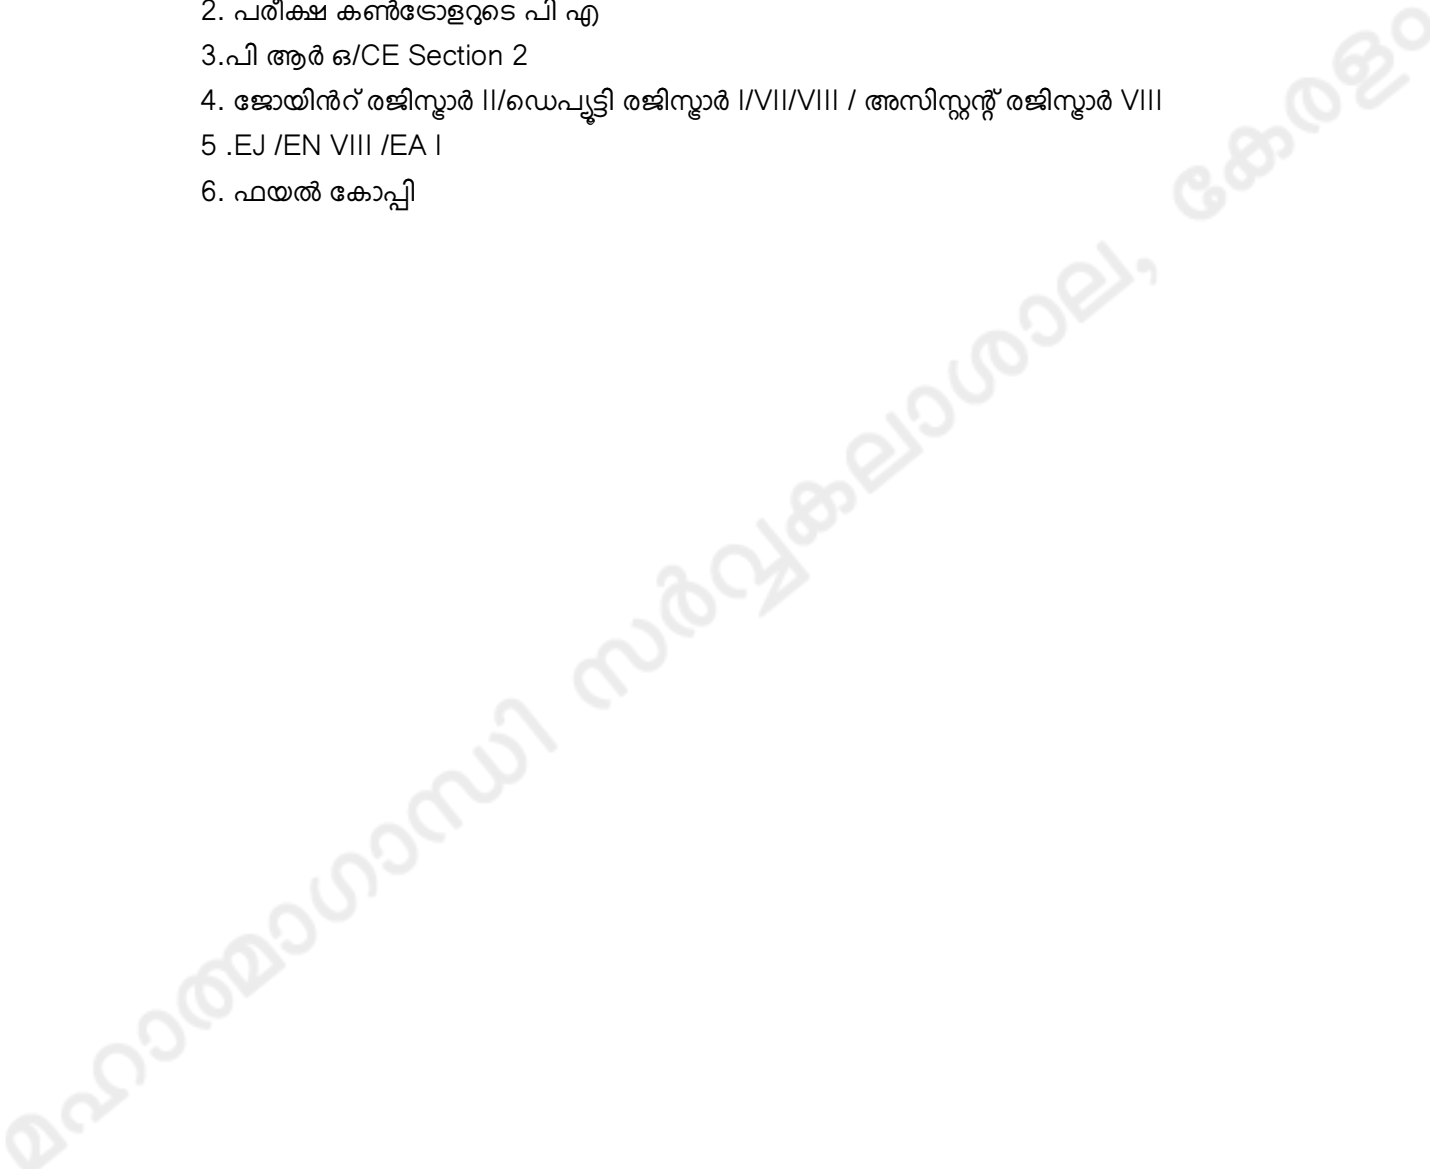 2. പരീക്ഷ കൺട്രോളറുടെ പി എ
3.പി ആർ ഒ/CE Section 2
4. ജോയിൻറ് രജിസ്ട്രാർ II/ഡെപ്യൂട്ടി രജിസ്ട്രാർ I/VII/VIII / അസിസ്റ്റന്റ് രജിസ്ട്രാർ VIII
5 .EJ /EN VIII /EA I
6. ഫയൽ കോപ്പി
മഹാത്മാഗാന്ധി സർവ്വകലാശാല, കേരളം